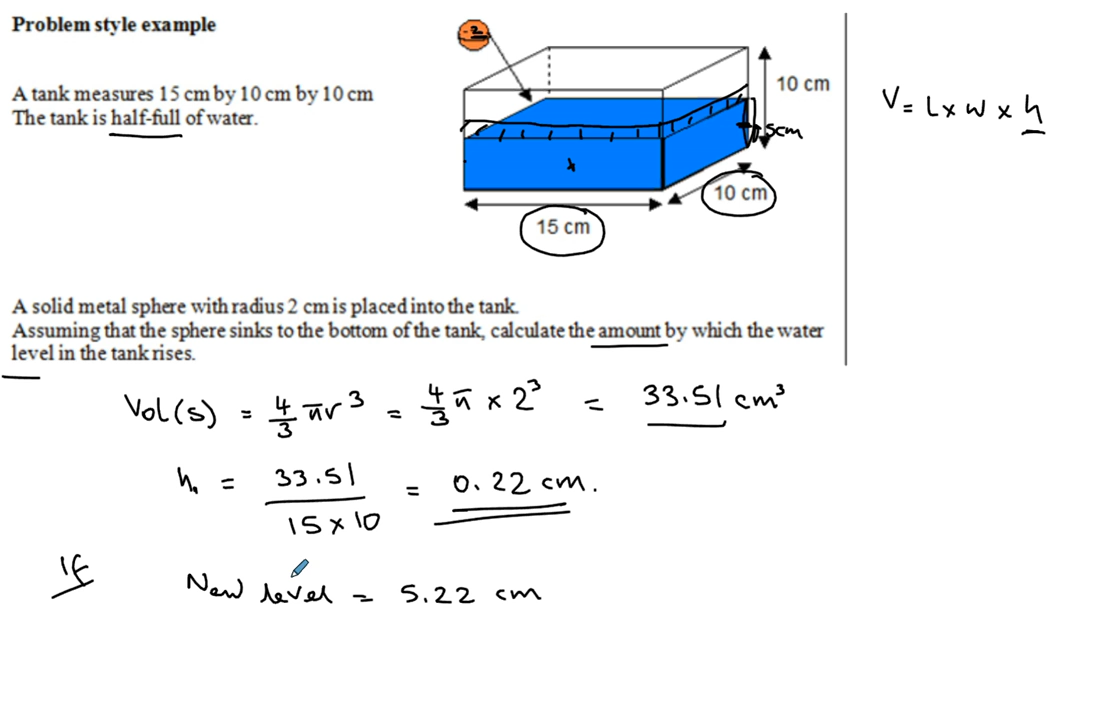 Problem style example
A tank measures 15 cm by 10 cm by 10 cm
The tank is half-full of water.
-2
10 cm
5cm
10 cm
15 cm
V = L x w x h
A solid metal sphere with radius 2 cm is placed into the tank.
Assuming that the sphere sinks to the bottom of the tank, calculate the amount by which the water
level in the tank rises.
Vol(s) = 4/3 πr³ = 4/3 π × 2³ = 33.51 cm³
h₁ = 33.51 / 15 × 10 = 0.22 cm.
If
New level = 5.22 cm